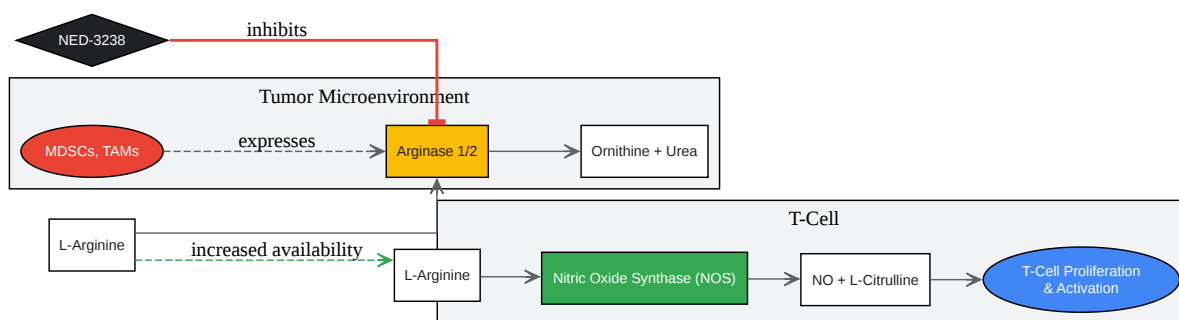 NED-3238
inhibits
Tumor Microenvironment
MDSCs, TAMs
expresses
Arginase 1/2
Ornithine + Urea
T-Cell
L-Arginine
increased availability
L-Arginine
Nitric Oxide Synthase (NOS)
NO + L-Citrulline
T-Cell Proliferation
& Activation